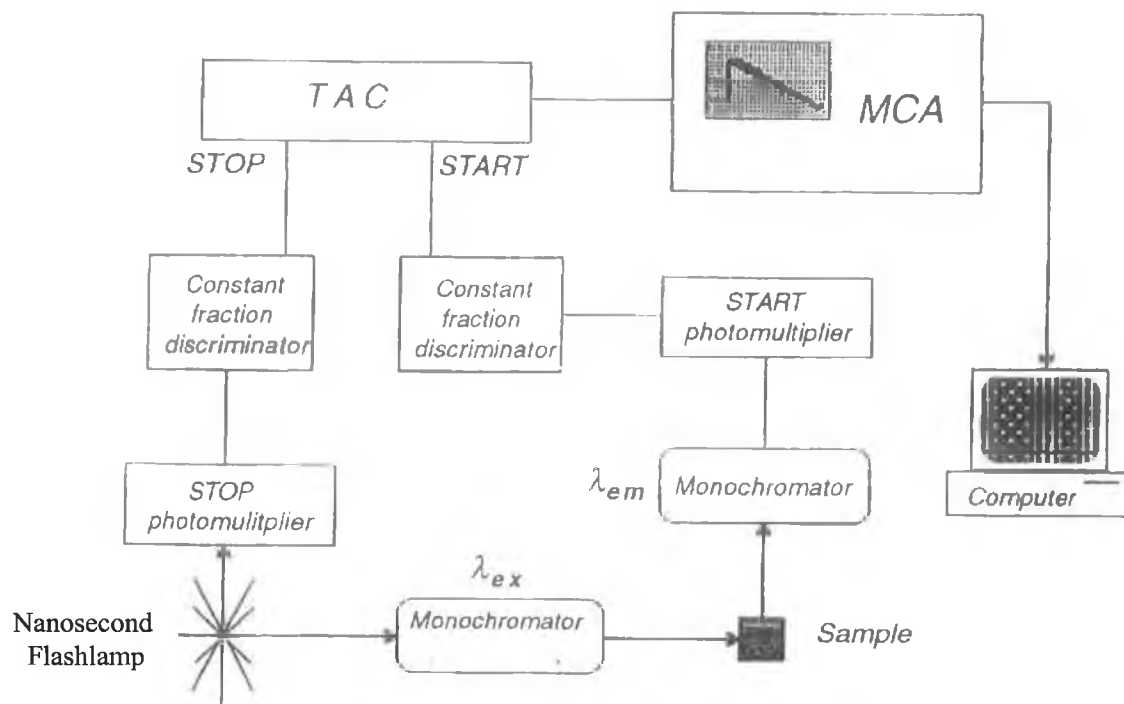 TAC
MCA
STOP
START
Constant
fraction
discriminator
Constant
fraction
discriminator
START
photomultiplier
STOP
photomulitplier
λem
Monochromator
Computer
λex
Monochromator
Nanosecond
Flashlamp
Sample